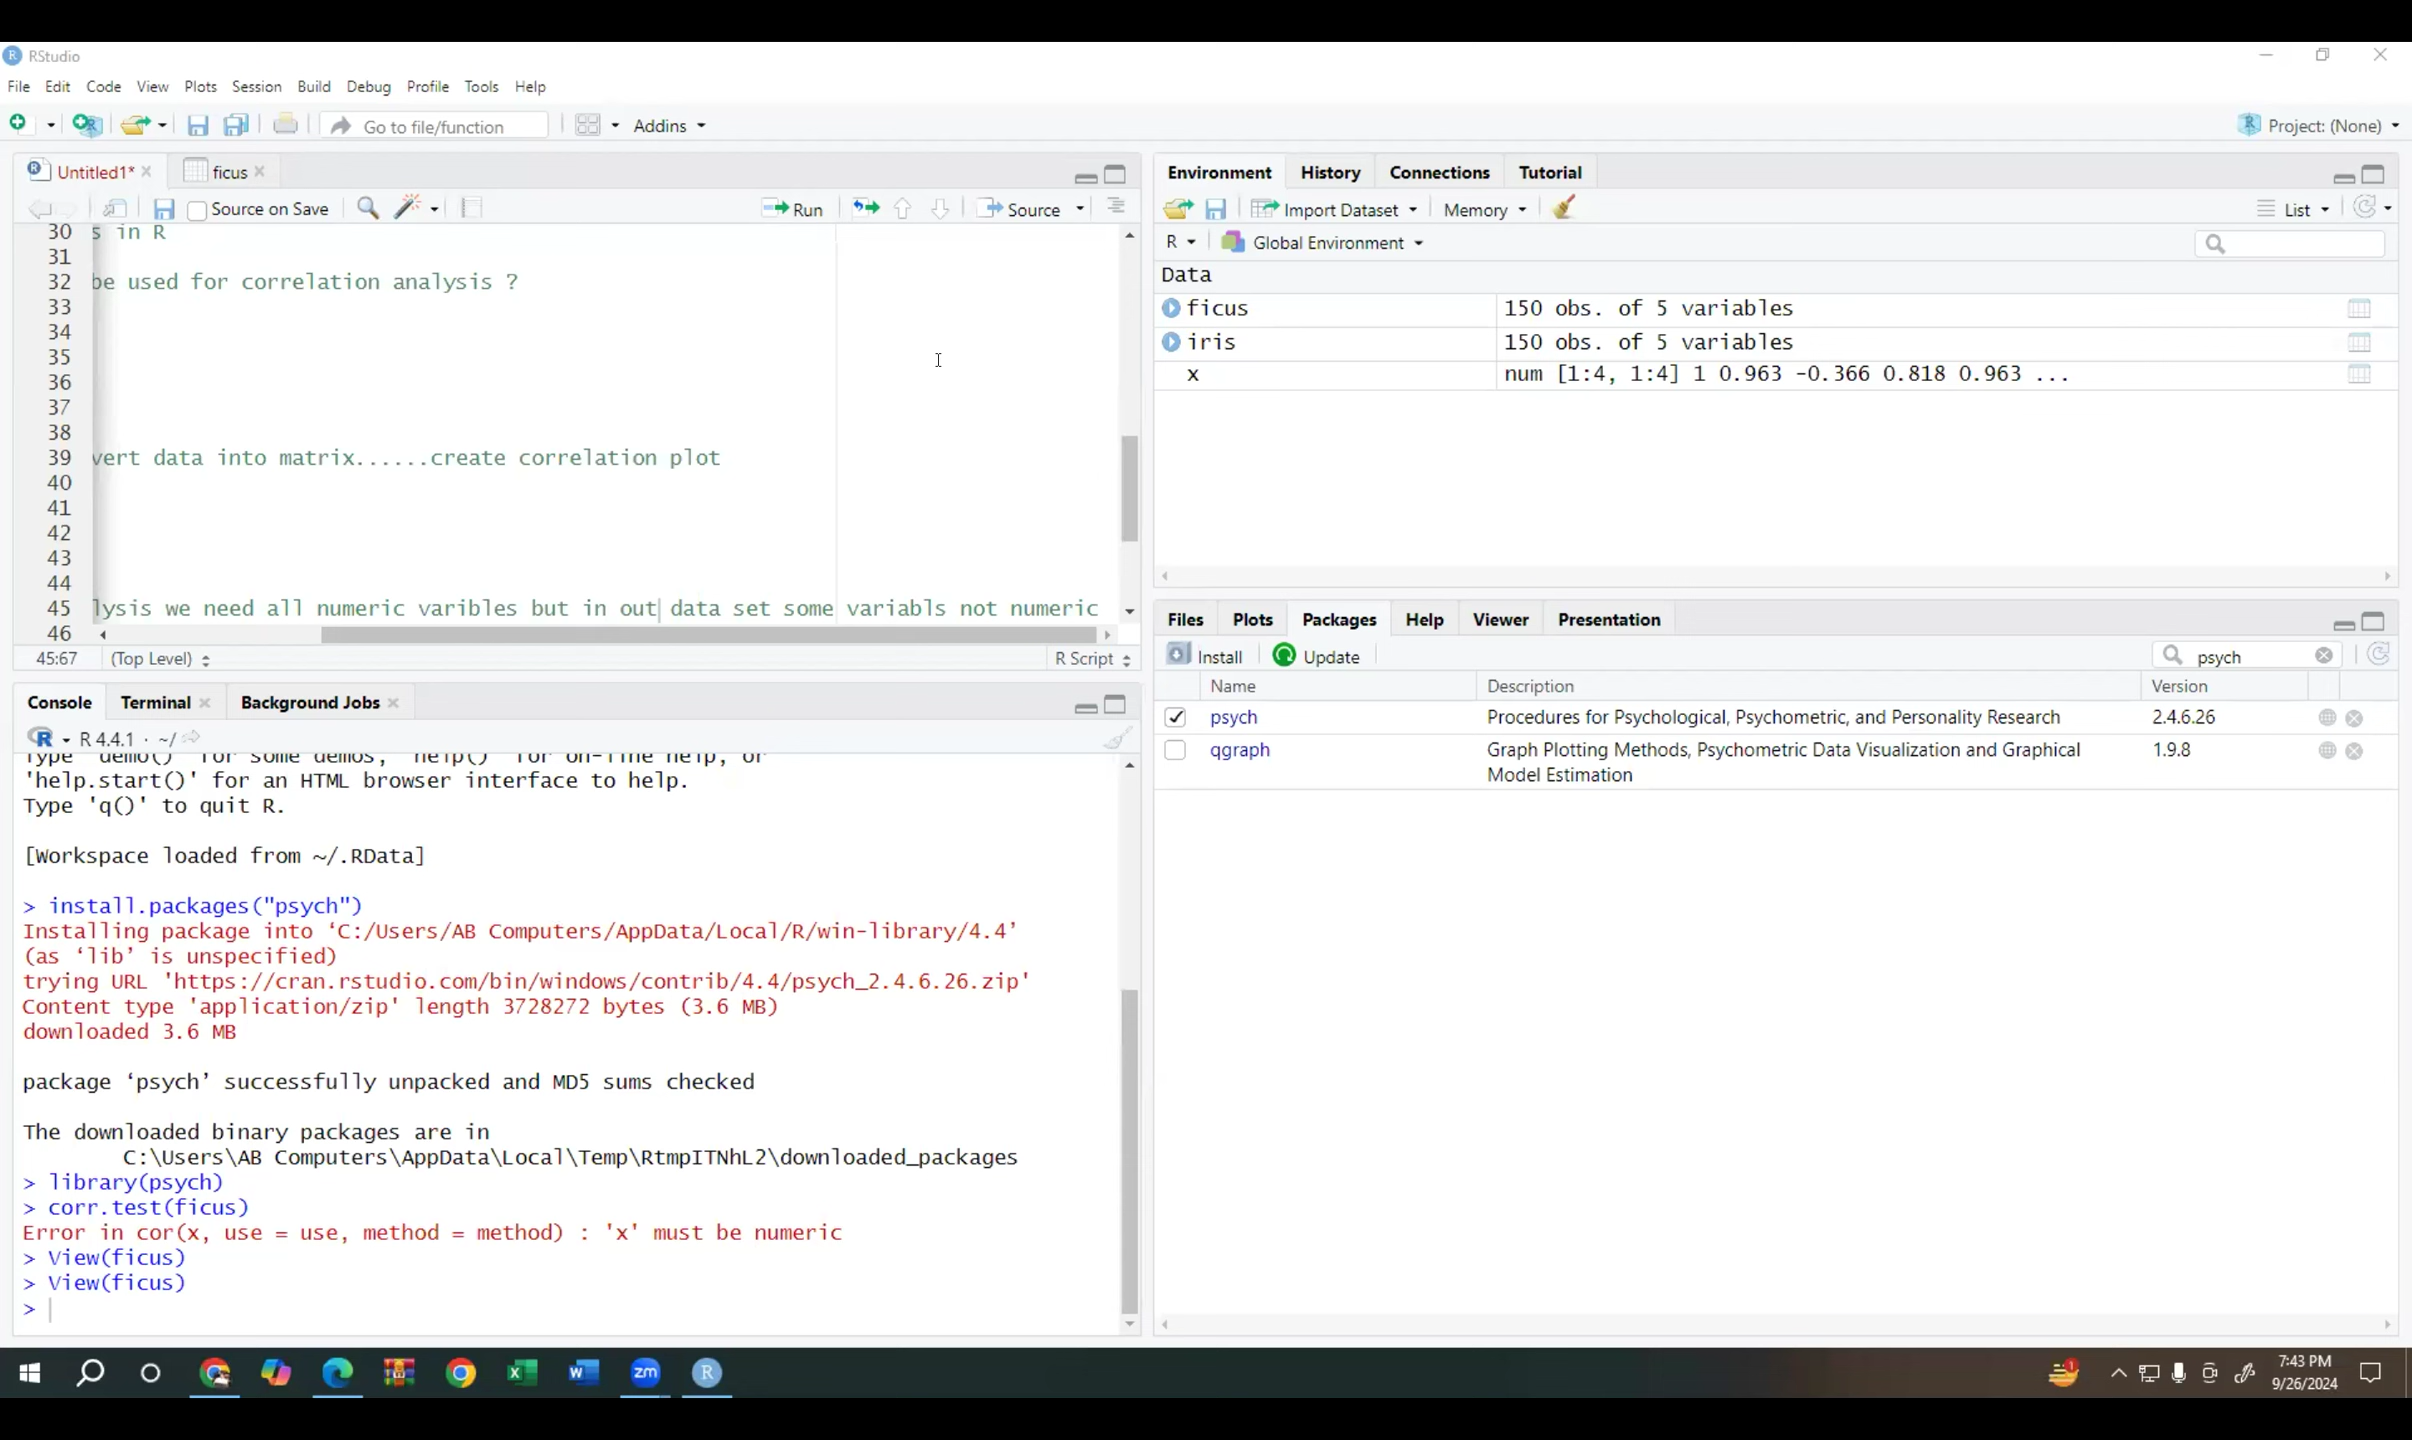 RStudio
File Edit Code View Plots Session Build Debug Profile Tools Help
Go to file/function Addins Project: (None)
Untitled1* ficus
Source on Save Run Source
30 s in R
31
32 be used for correlation analysis ?
33
34
35
36
37
38
39 vert data into matrix......create correlation plot
40
41
42
43
44
45 lysis we need all numeric varibles but in out data set some variabls not numeric
46
45:67 (Top Level) R Script
Console Terminal Background Jobs
R 4.4.1 · ~/
Type 'demo()' for some demos, 'help()' for on-line help, or
'help.start()' for an HTML browser interface to help.
Type 'q()' to quit R.
[Workspace loaded from ~/.RData]
> install.packages("psych")
Installing package into ‘C:/Users/AB Computers/AppData/Local/R/win-library/4.4’
(as ‘lib’ is unspecified)
trying URL 'https://cran.rstudio.com/bin/windows/contrib/4.4/psych_2.4.6.26.zip'
Content type 'application/zip' length 3728272 bytes (3.6 MB)
downloaded 3.6 MB
package ‘psych’ successfully unpacked and MD5 sums checked
The downloaded binary packages are in
C:\Users\AB Computers\AppData\Local\Temp\RtmpITNhL2\downloaded_packages
> library(psych)
> corr.test(ficus)
Error in cor(x, use = use, method = method) : 'x' must be numeric
> View(ficus)
> View(ficus)
>
Environment History Connections Tutorial
Import Dataset Memory List
R Global Environment
Data
ficus 150 obs. of 5 variables
iris 150 obs. of 5 variables
x num [1:4, 1:4] 1 0.963 -0.366 0.818 0.963 ...
Files Plots Packages Help Viewer Presentation
Install Update psych
Name Description Version
psych Procedures for Psychological, Psychometric, and Personality Research 2.4.6.26
qgraph Graph Plotting Methods, Psychometric Data Visualization and Graphical 1.9.8
Model Estimation
zm
7:43 PM
9/26/2024